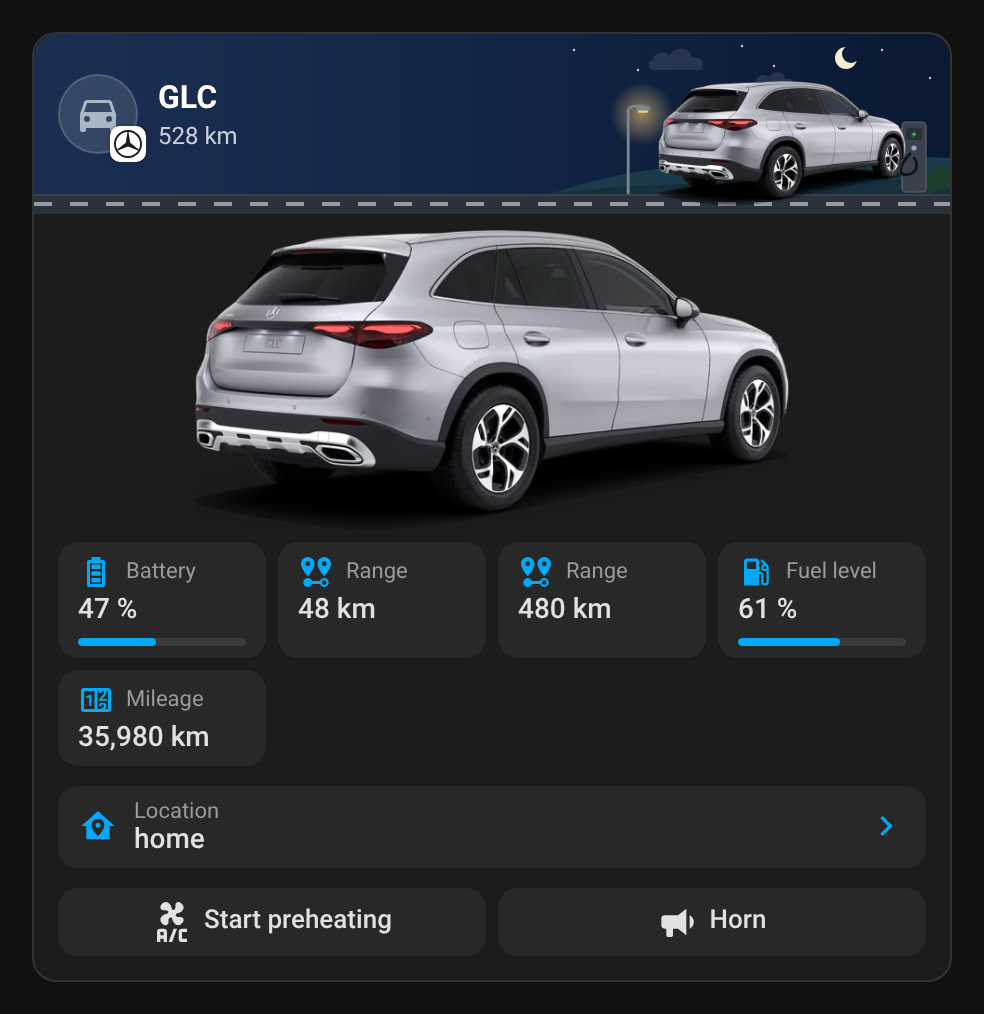 GLC
528 km
GLC
Battery
47 %
Range
48 km
Range
480 km
Fuel level
61 %
Mileage
35,980 km
Location
home
A/C
Start preheating
Horn